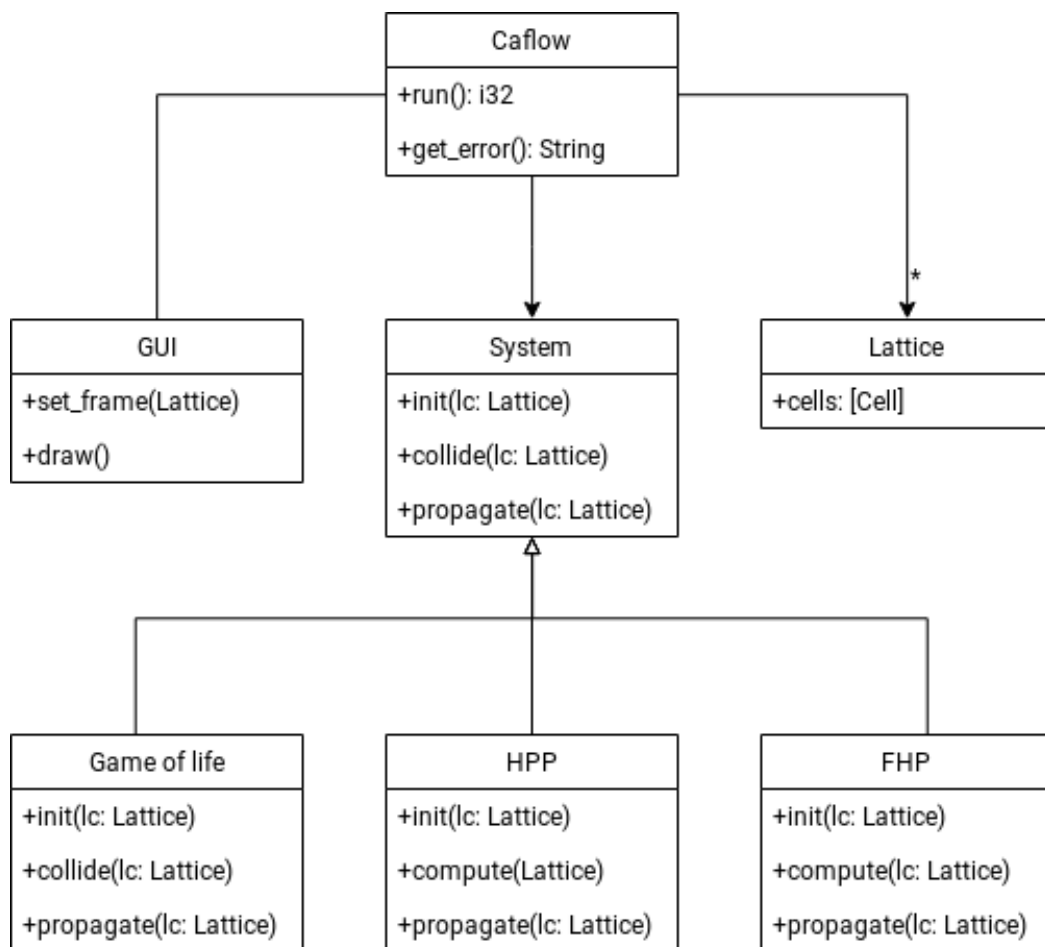 Caflow
+run(): i32
+get_error(): String
*
GUI
+set_frame(Lattice)
+draw()
System
+init(lc: Lattice)
+collide(lc: Lattice)
+propagate(lc: Lattice)
Lattice
+cells: [Cell]
Game of life
+init(lc: Lattice)
+collide(lc: Lattice)
+propagate(lc: Lattice)
HPP
+init(lc: Lattice)
+compute(Lattice)
+propagate(lc: Lattice)
FHP
+init(lc: Lattice)
+compute(lc: Lattice)
+propagate(lc: Lattice)